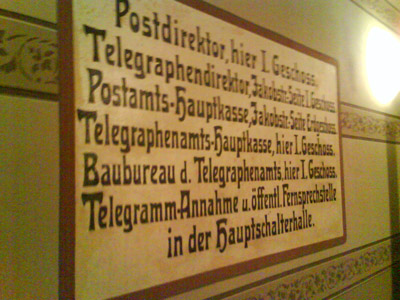 Postdirektor, hier I. Geschoss.
Telegraphendirektor, Jakobstr.-Seite I. Geschoss.
Postamts-Hauptkasse, Jakobstr.-Seite Erdgeschoss.
Telegraphenamts-Hauptkasse, hier I. Geschoss.
Baubureau d. Telegraphenamts, hier I. Geschoss.
Telegramm-Annahme u. öffentl. Fernsprechstelle
in der Hauptschalterhalle.